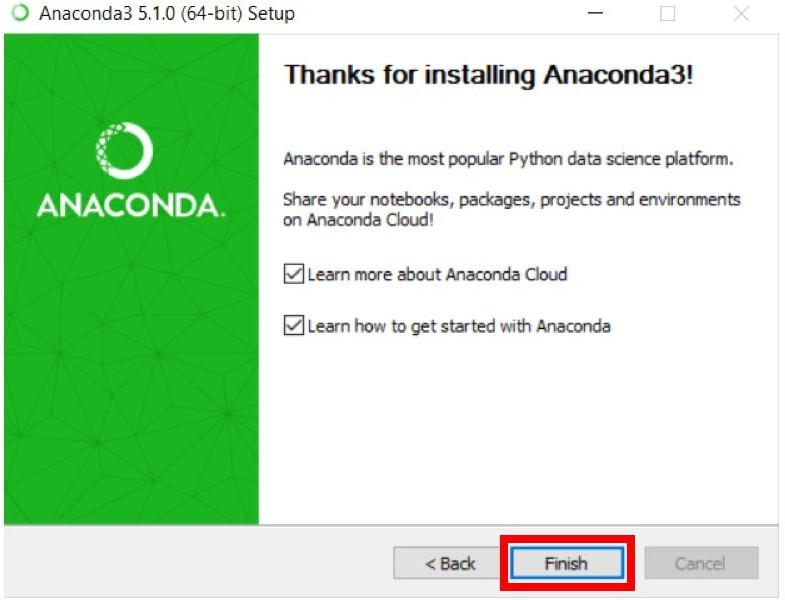 Anaconda3 5.1.0 (64-bit) Setup
ANACONDA.
Thanks for installing Anaconda3!
Anaconda is the most popular Python data science platform.
Share your notebooks, packages, projects and environments
on Anaconda Cloud!
Learn more about Anaconda Cloud
Learn how to get started with Anaconda
< Back
Finish
Cancel